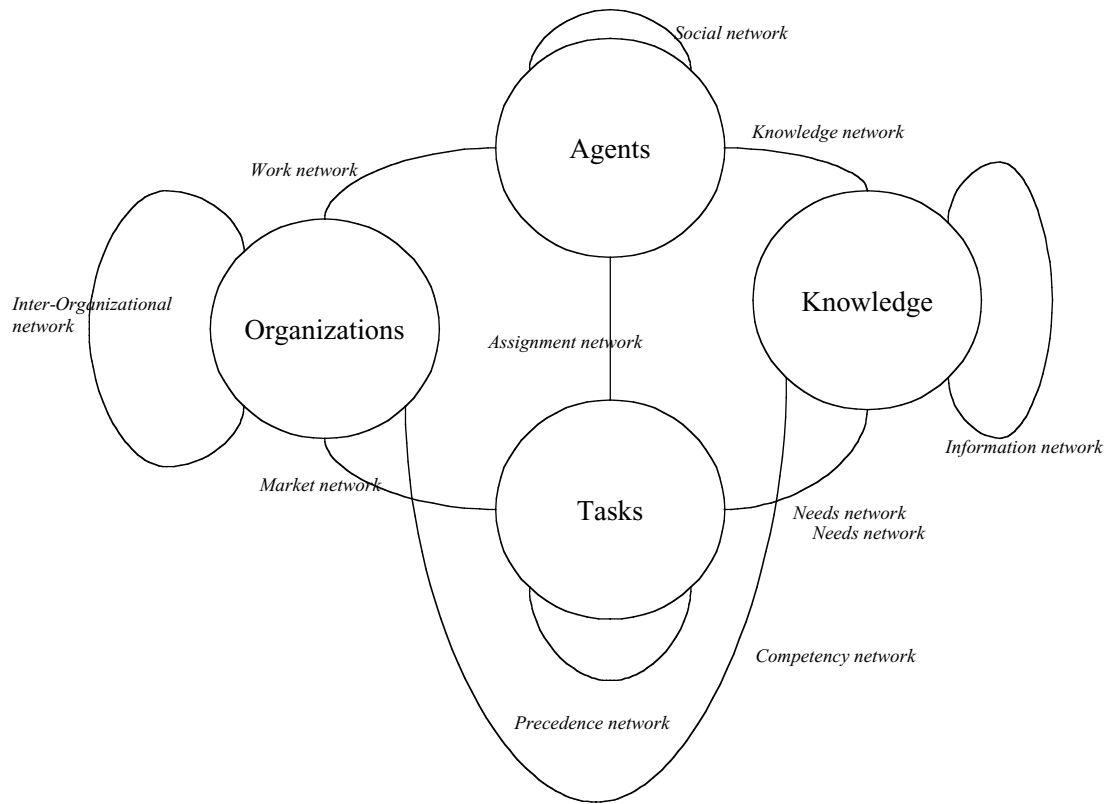 Social network
Knowledge network
Agents
Work network
Inter-Organizational
network
Knowledge
Organizations
Assignment network
Information network
Market network
Tasks
Needs network
Needs network
Competency network
Precedence network